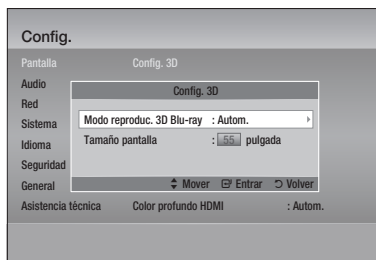 Config.
Pantalla Config. 3D
Audio
Config. 3D
Red
Sistema
Modo reproduc. 3D Blu-ray : Autom.
Idioma
Tamaño pantalla : 55 pulgada
Seguridad
General
Mover Entrar Volver
Asistencia técnica Color profundo HDMI : Autom.